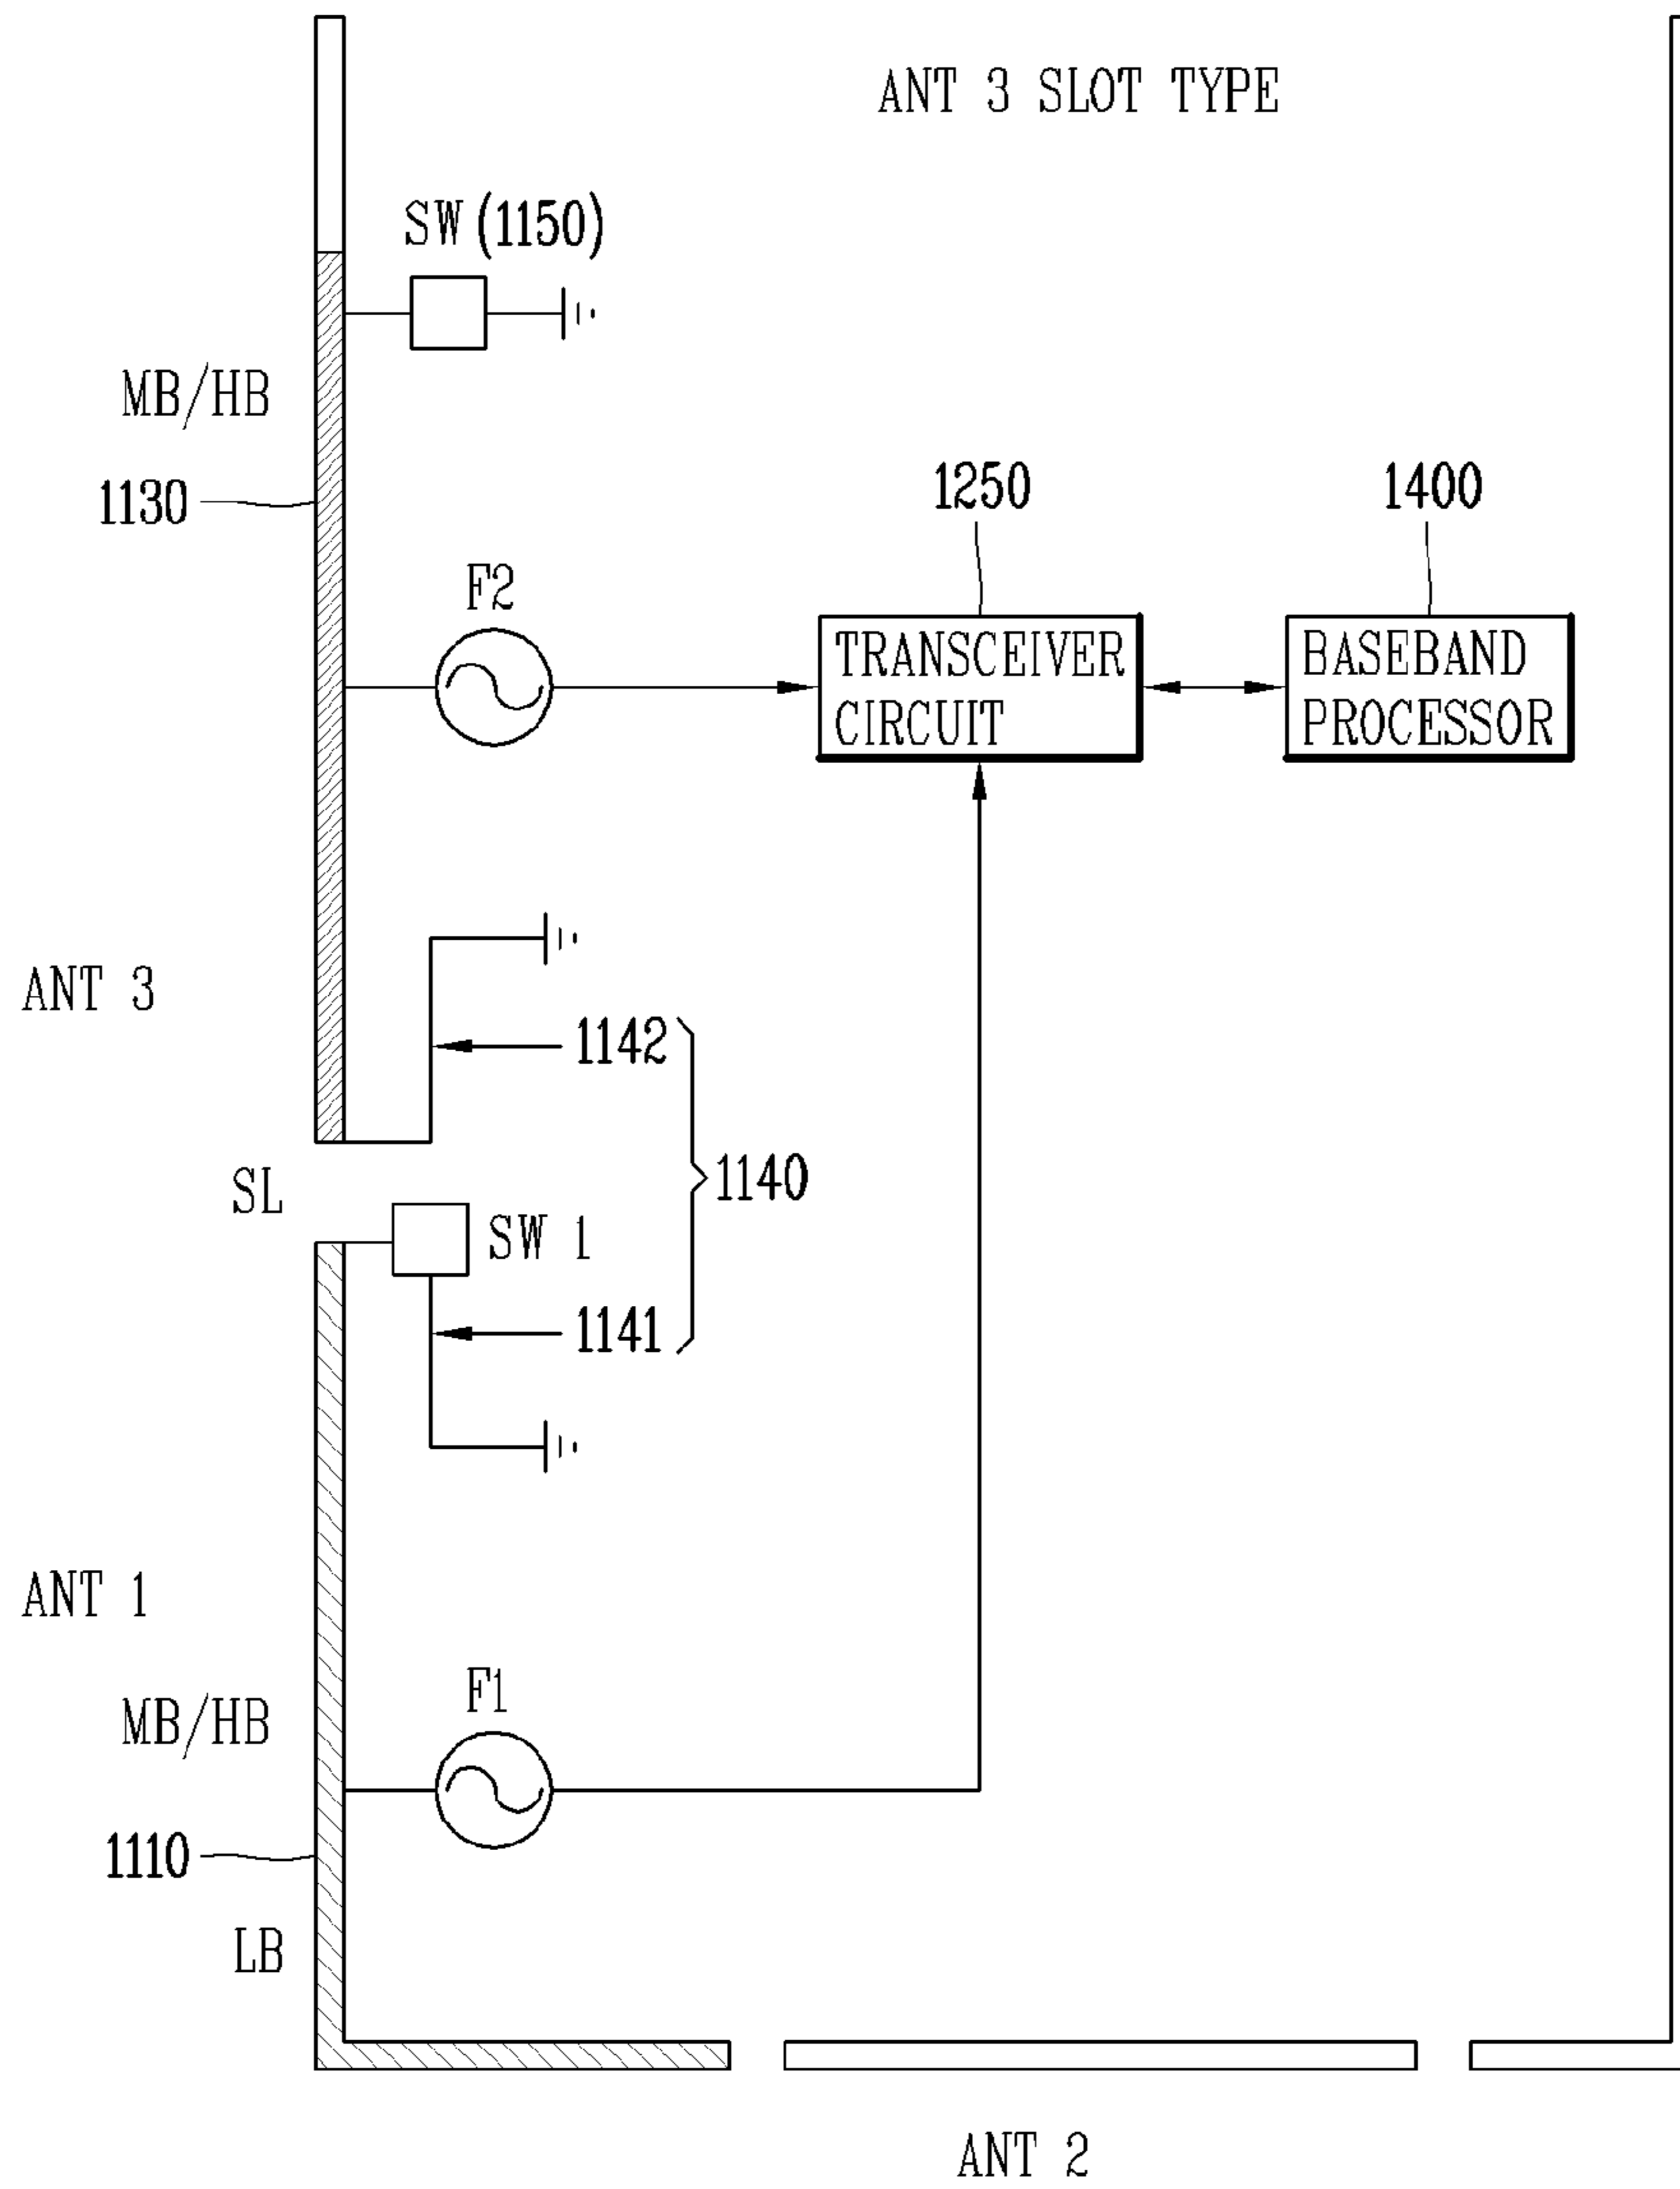 ANT 3 SLOT TYPE
SW(1150)
MB/HB
1130
1250
1400
F2
TRANSCEIVER
CIRCUIT
BASEBAND
PROCESSOR
ANT 3
1142
SL
1140
SW 1
1141
ANT 1
F1
MB/HB
1110
LB
ANT 2